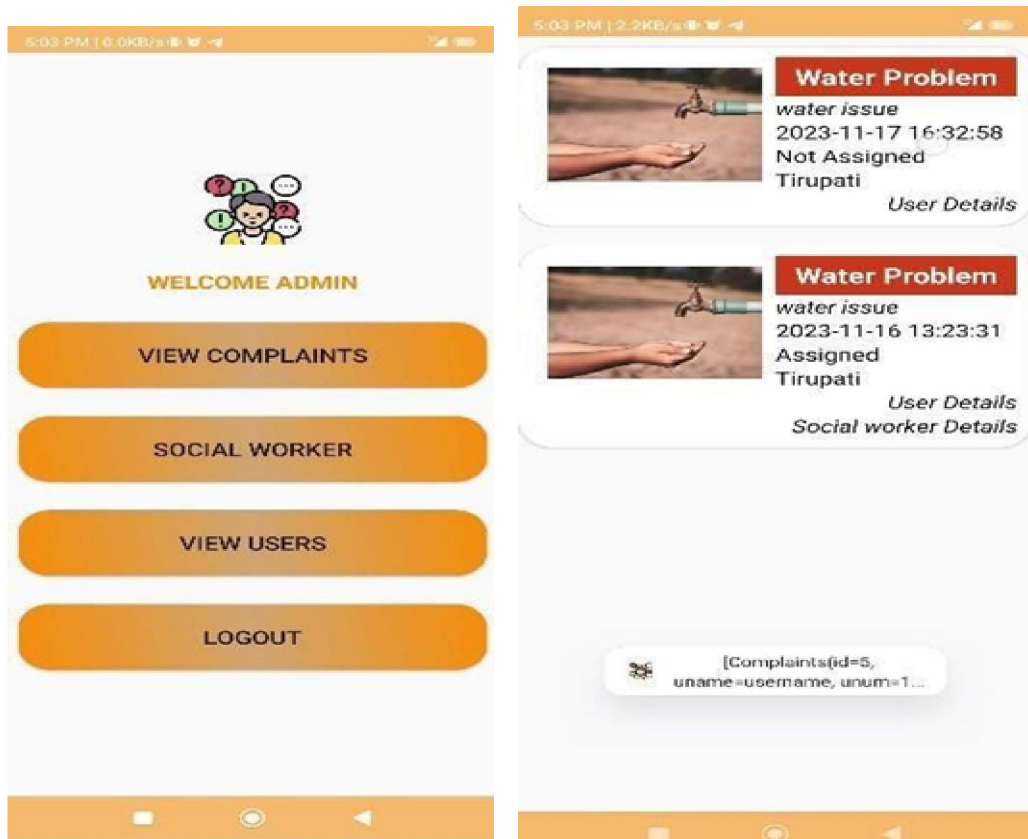 5:03 PM | 0.0KB/s
WELCOME ADMIN
VIEW COMPLAINTS
SOCIAL WORKER
VIEW USERS
LOGOUT
5:03 PM | 2.2KB/s
Water Problem
water issue
2023-11-17 16:32:58
Not Assigned
Tirupati
User Details
Water Problem
water issue
2023-11-16 13:23:31
Assigned
Tirupati
User Details
Social worker Details
[Complaints(id=5,
uname=username, unum=1...